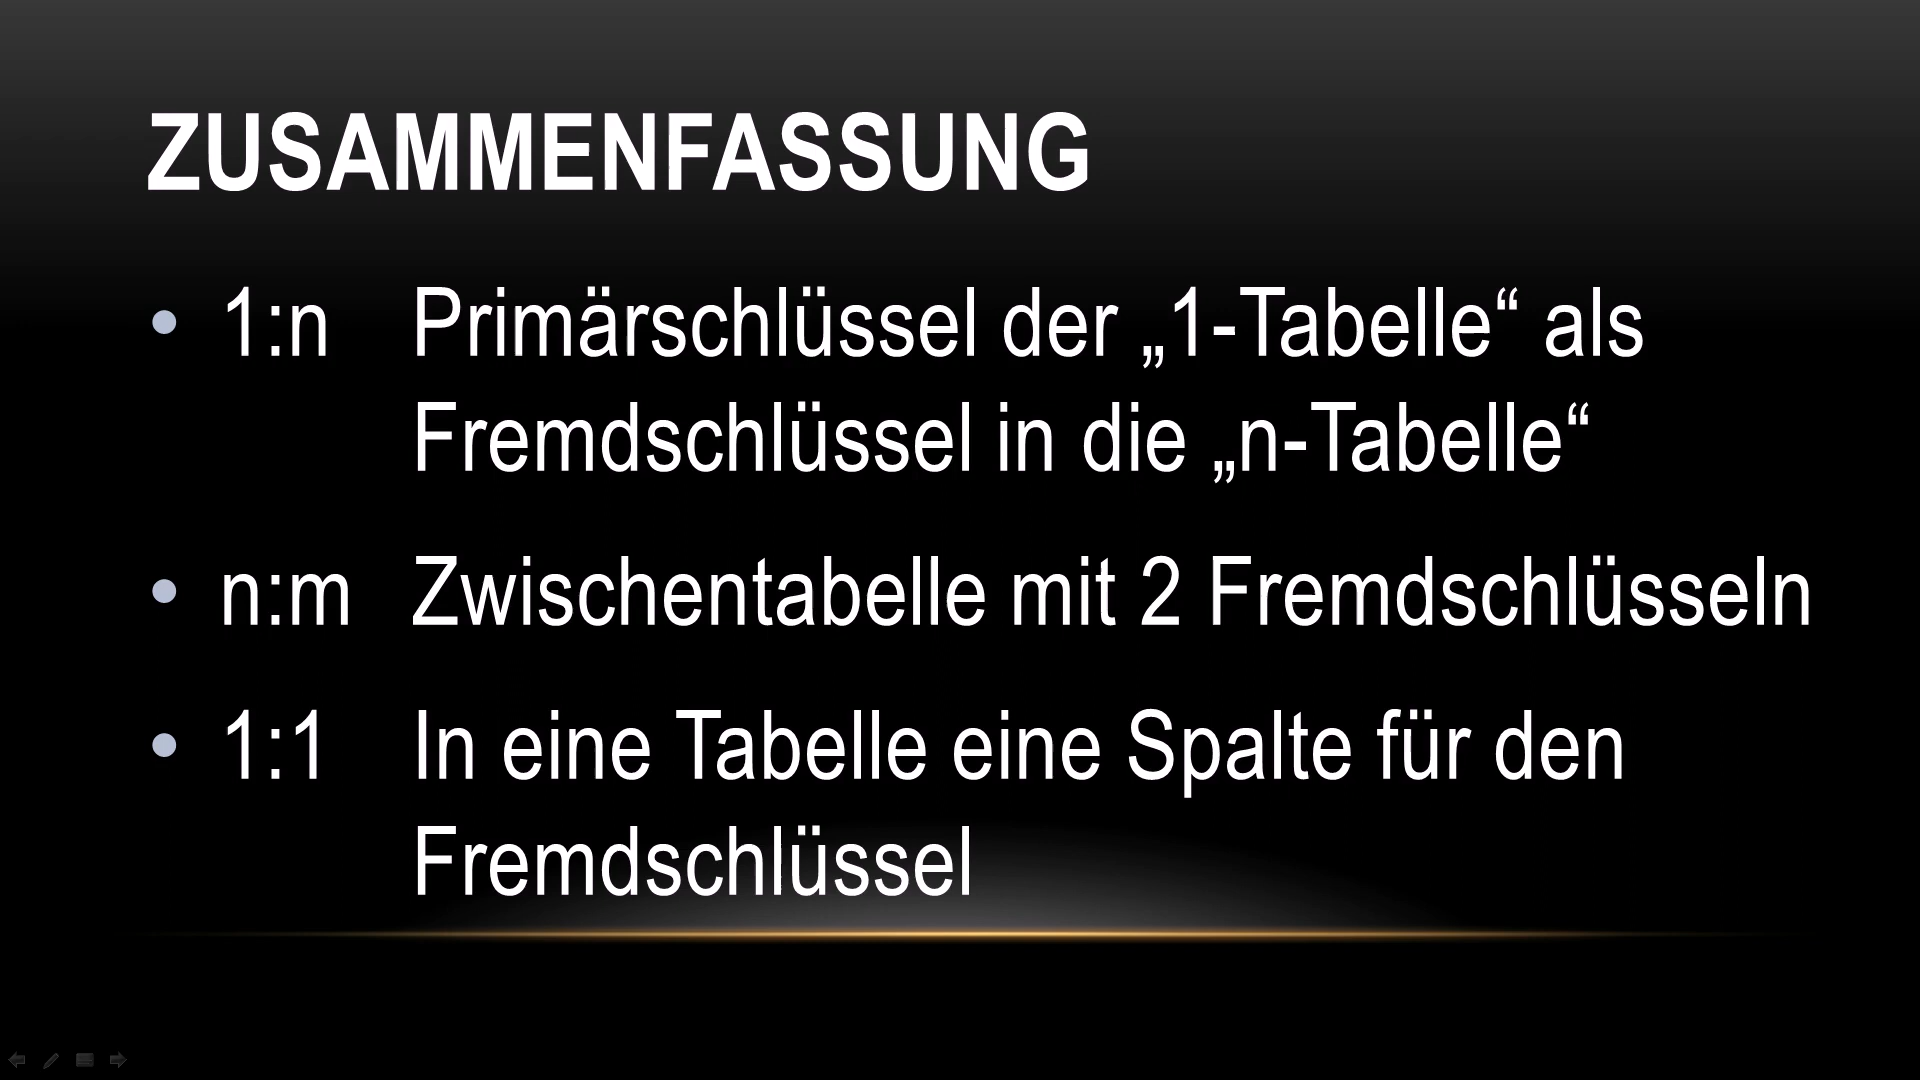 ZUSAMMENFASSUNG
• 1:n Primärschlüssel der „1-Tabelle“ als
Fremdschlüssel in die „n-Tabelle“
• n:m Zwischentabelle mit 2 Fremdschlüsseln
• 1:1 In eine Tabelle eine Spalte für den
Fremdschlüssel